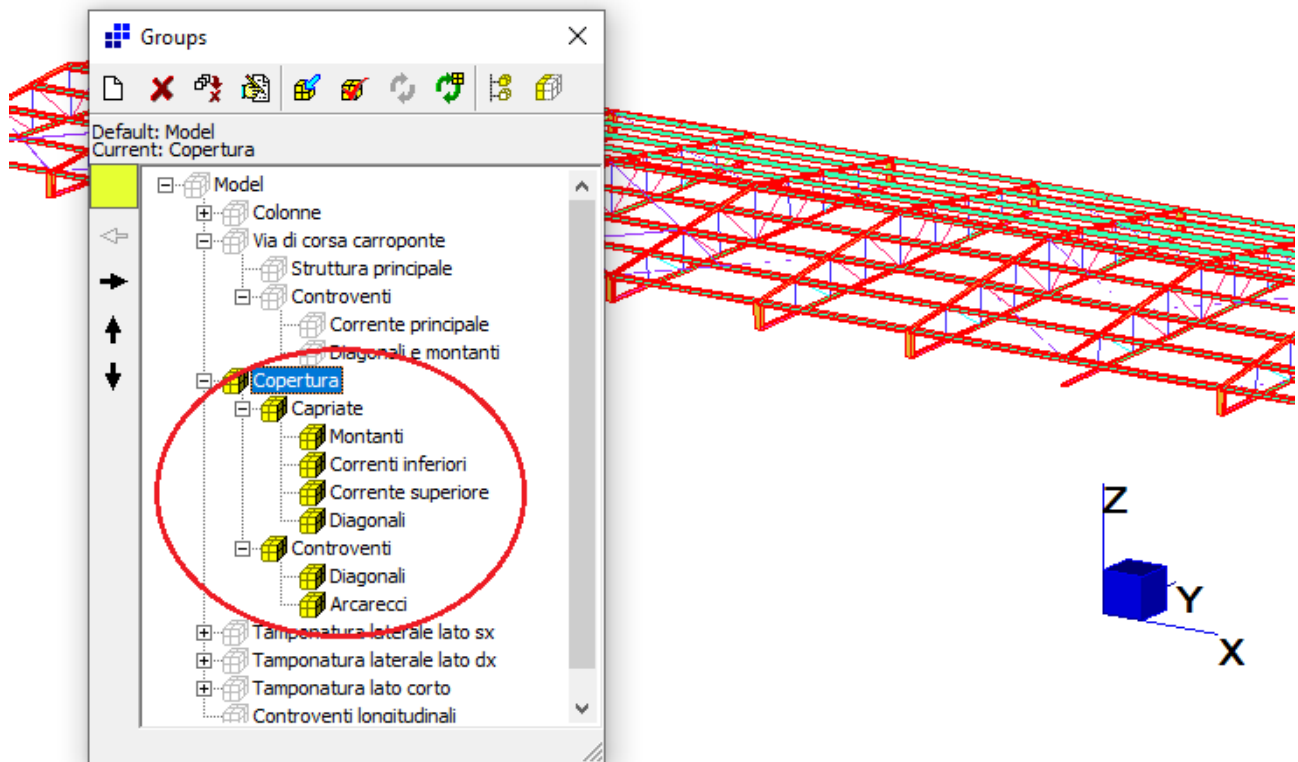 Groups
Default: Model
Current: Copertura
Model
Colonne
Via di corsa carroponte
Struttura principale
Controventi
Corrente principale
Diagonali e montanti
Copertura
Capriate
Montanti
Correnti inferiori
Corrente superiore
Diagonali
Controventi
Diagonali
Arcarecci
Tamponatura laterale lato sx
Tamponatura laterale lato dx
Tamponatura lato corto
Controventi longitudinali
Z
Y
X